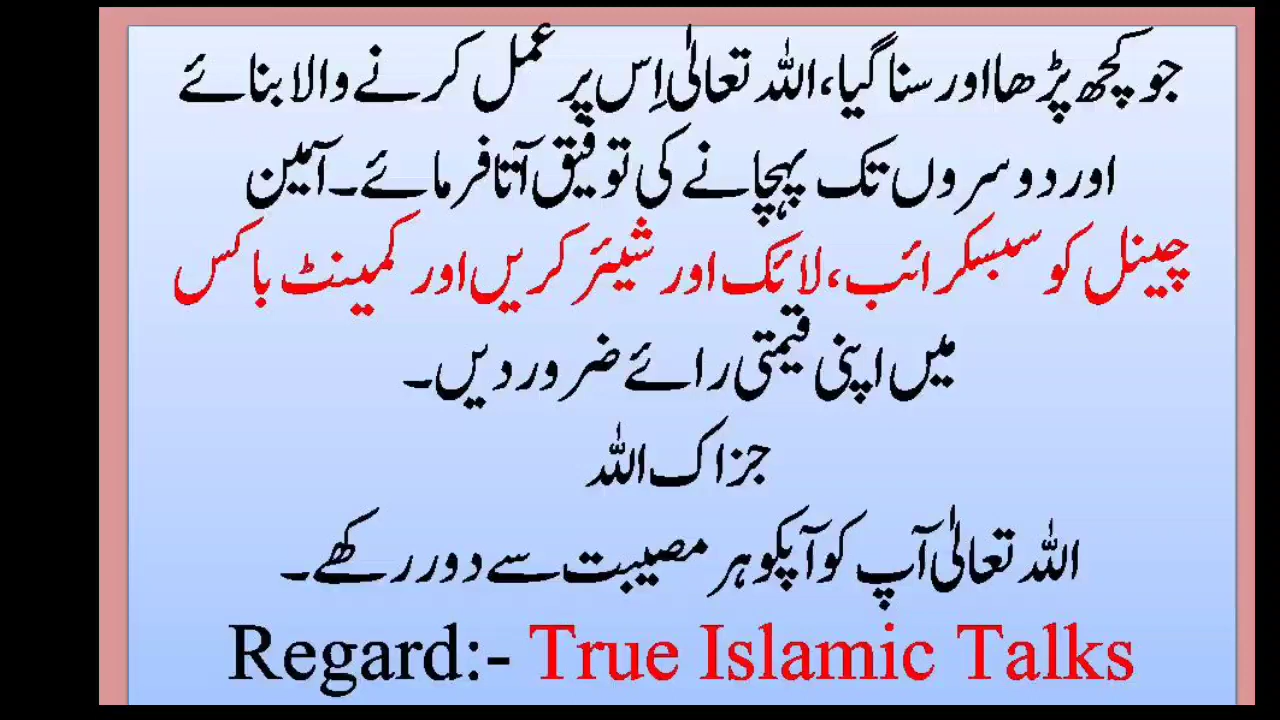 جو کچھ پڑھا اور سنا گیا، اللہ تعالیٰ اِس پر عمل کرنے والا بنائے
اور دوسروں تک پہچانے کی توفیق آتا فرمائے۔ آمین
چینل کو سبسکرائب، لائک اور شیئر کریں اور کمینٹ باکس
میں اپنی قیمتی رائے ضرور دیں۔
جزاک اللہ
اللہ تعالیٰ آپ کو آپکو ہر مصیبت سے دور رکھے۔
Regard:- True Islamic Talks